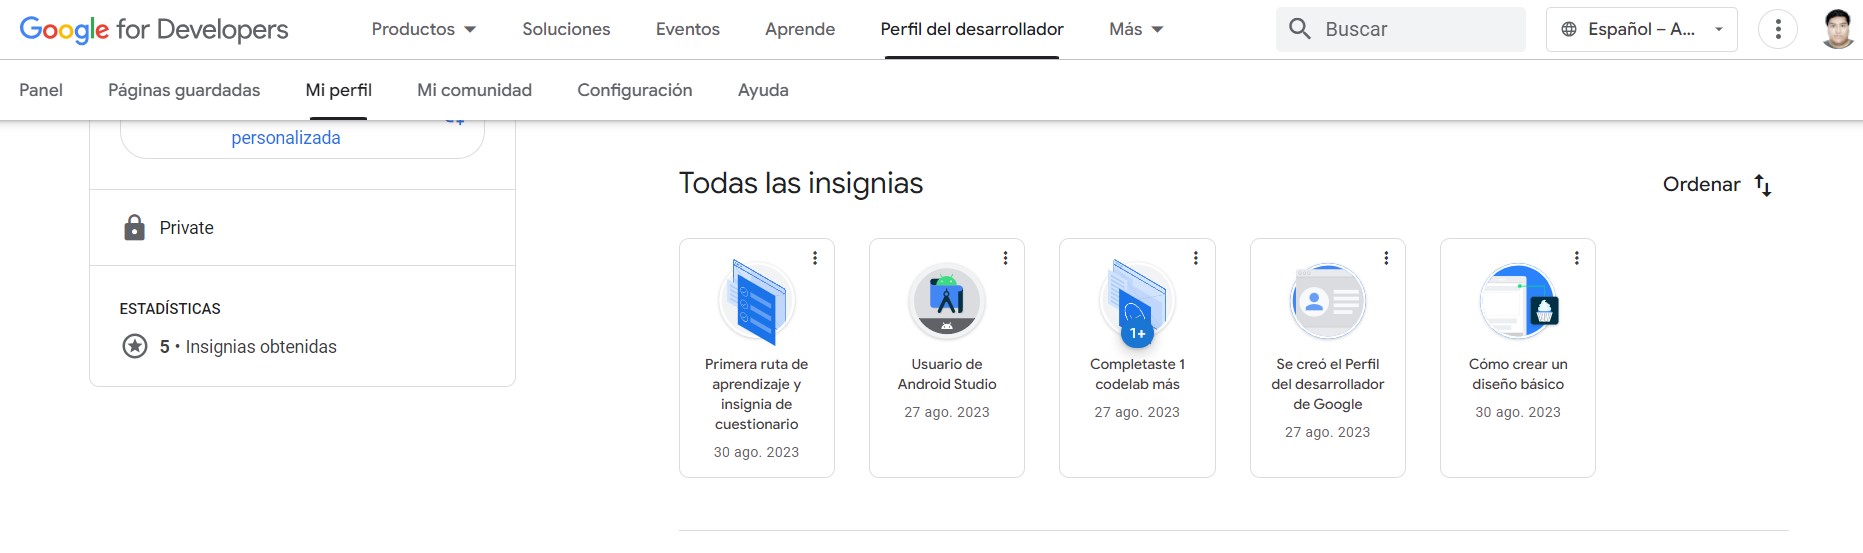 Google for Developers
Productos
Soluciones
Eventos
Aprende
Perfil del desarrollador
Más
Buscar
Español – A...
Panel
Páginas guardadas
Mi perfil
Mi comunidad
Configuración
Ayuda
personalizada
Private
ESTADÍSTICAS
5 • Insignias obtenidas
Todas las insignias
Ordenar
Primera ruta de
aprendizaje y
insignia de
cuestionario
30 ago. 2023
Usuario de
Android Studio
27 ago. 2023
1+
Completaste 1
codelab más
27 ago. 2023
Se creó el Perfil
del desarrollador
de Google
27 ago. 2023
Cómo crear un
diseño básico
30 ago. 2023